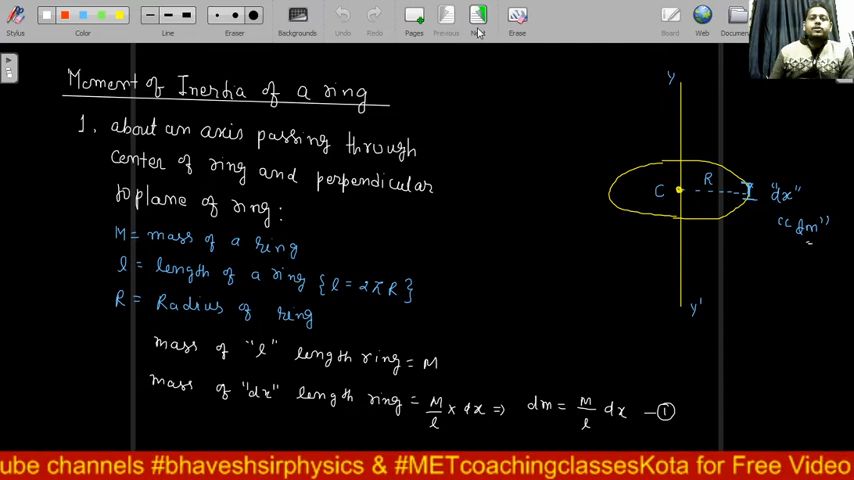 Stylus
Color
Line
Eraser
Backgrounds
Undo
Redo
Pages
Previous
Erase
Board
Web
Documen
Moment of Inertia of a ring
1. about an axis passing through
center of ring and perpendicular
to plane of ring:
M = mass of a ring
l = length of a ring {l = 2πR}
R = Radius of ring
mass of "l" length ring = M
mass of "dx" length ring = M/l × dx ⇒ dm = M/l dx —①
y
C R "dx"
"dm"
y'
ube channels #bhaveshsirphysics & #METcoachingclassesKota for Free Video